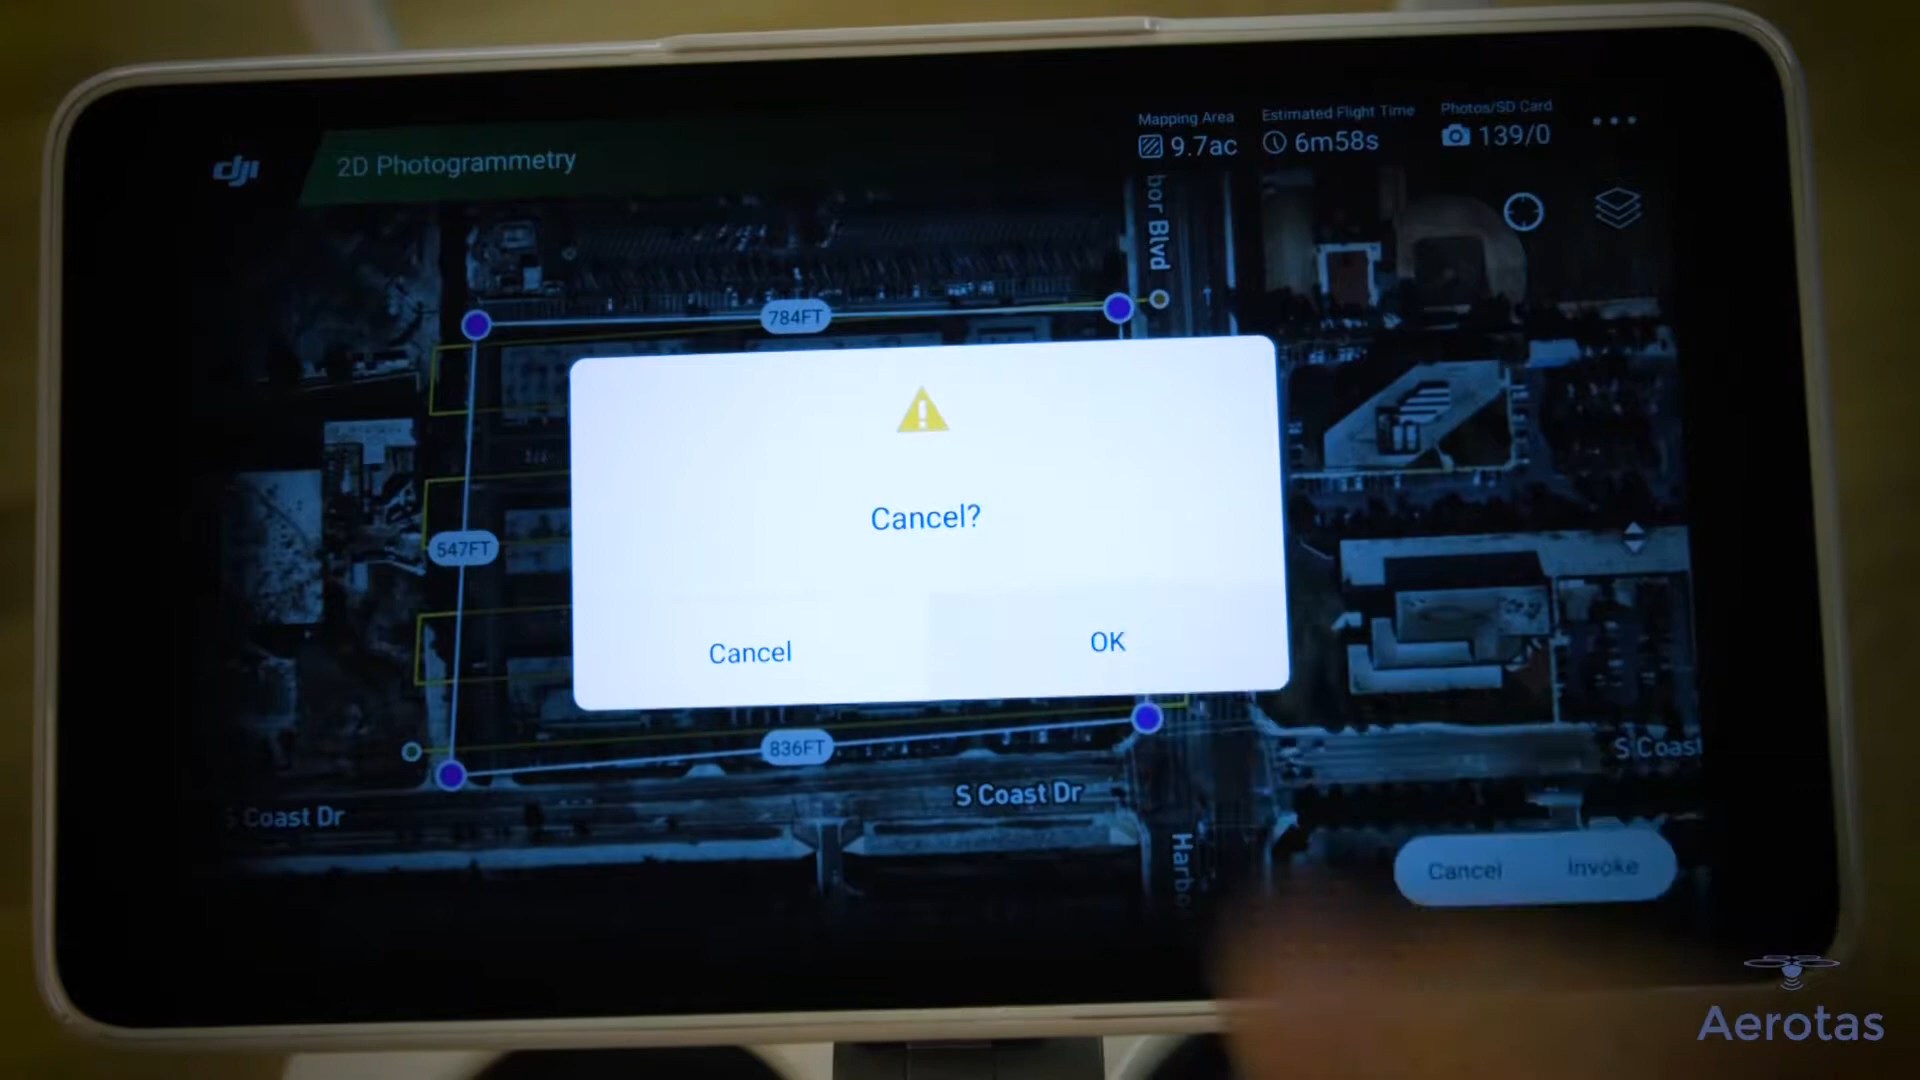 dji
2D Photogrammetry
Mapping Area
9.7ac
Estimated Flight Time
6m58s
Photos/SD Card
139/0
bor Blvd
784FT
Cancel?
547FT
Cancel
OK
836FT
S Coast
S Coast Dr
S Coast Dr
Harbo
Cancel
Invoke
Aerotas